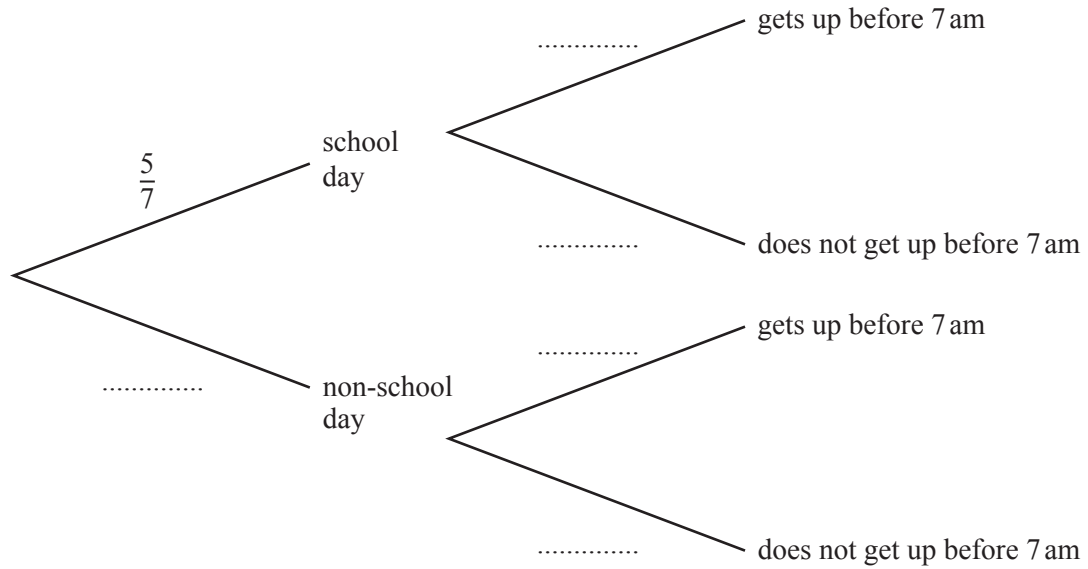 gets up before 7 am
..............
school
day
5/7
..............
does not get up before 7 am
gets up before 7 am
..............
..............
non-school
day
..............
does not get up before 7 am